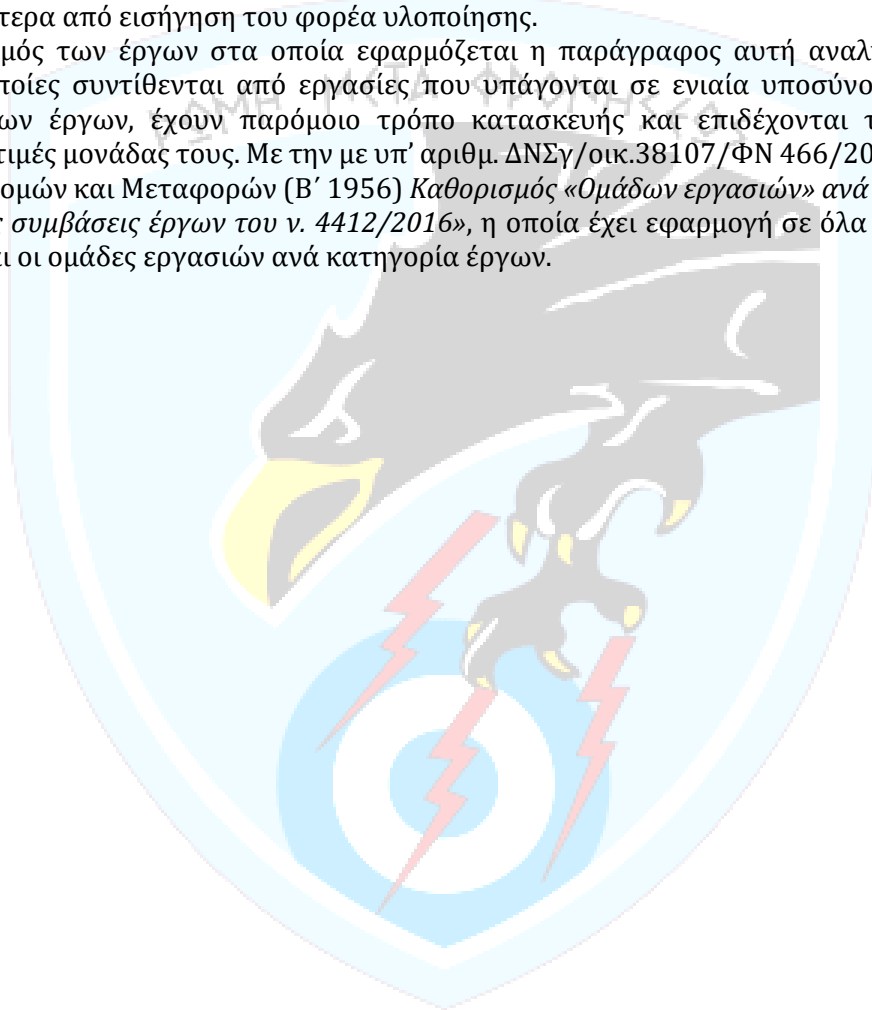 τερα από εισήγηση του φορέα υλοποίησης.
μός των έργων στα οποία εφαρμόζεται η παράγραφος αυτή αναλ
ποίες συντίθενται από εργασίες που υπάγονται σε ενιαία υποσύνο
ων έργων, έχουν παρόμοιο τρόπο κατασκευής και επιδέχονται τ
τιμές μονάδας τους. Με την με υπ’ αριθμ. ΔΝΣγ/οικ.38107/ΦΝ 466/20
ομών και Μεταφορών (Β΄ 1956) Καθορισμός «Ομάδων εργασιών» ανά
ς συμβάσεις έργων του ν. 4412/2016», η οποία έχει εφαρμογή σε όλα
αι οι ομάδες εργασιών ανά κατηγορία έργων.